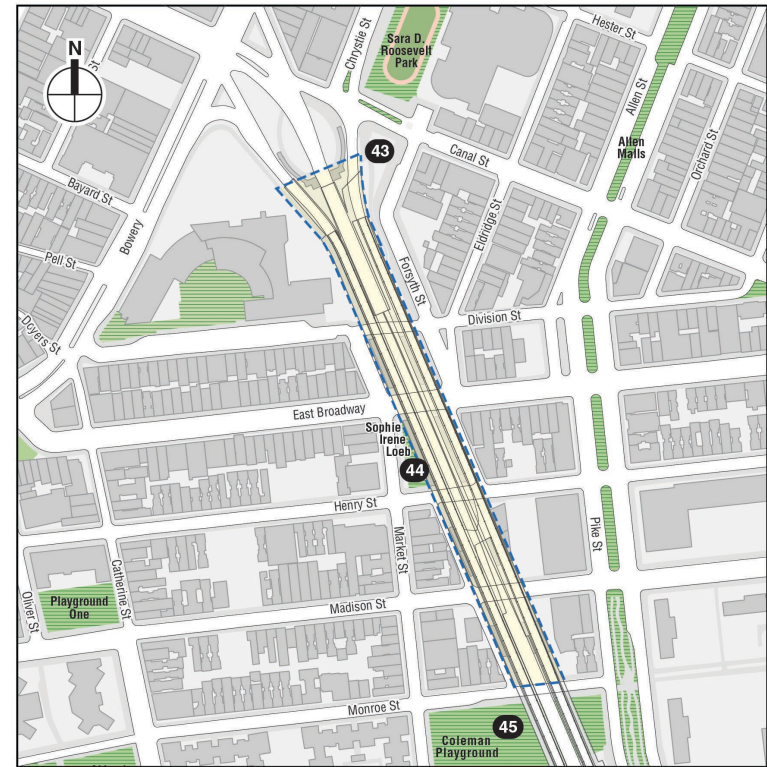 Hester St
Sara D.
Roosevelt
Park
Chrystie St
N
St
Allen St
Allen
Malls
Orchard St
43
Canal St
Bayard St
Bowery
Eldridge St
Pell St
Forsyth St
Doyers St
Division St
East Broadway
Sophie
Irene
Loeb
44
Henry St
Market St
Pike St
Catherine St
Oliver St
Playground
One
Madison St
Monroe St
45
Coleman
Playground